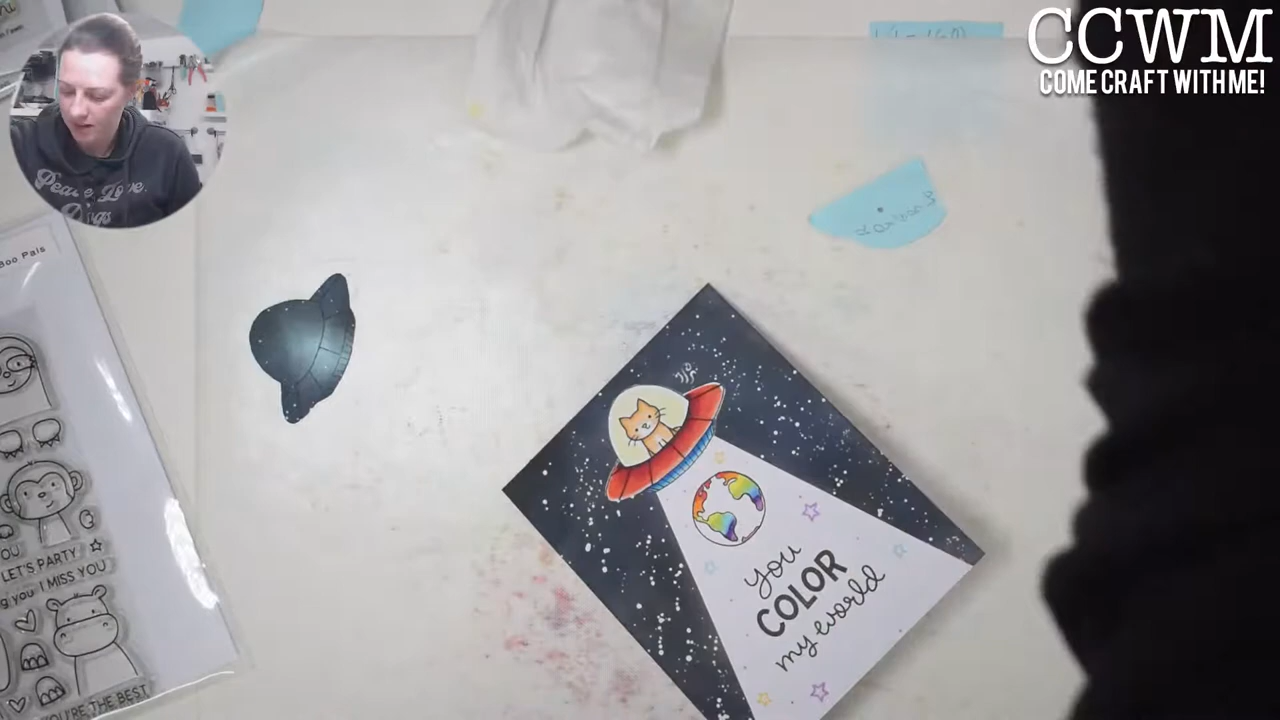 CCWM
COME CRAFT WITH ME!
Peace, Love,
Dogs
Boo Pals
LET'S PARTY
g you I MISS YOU
YOU'RE THE BEST
you
COLOR
my world